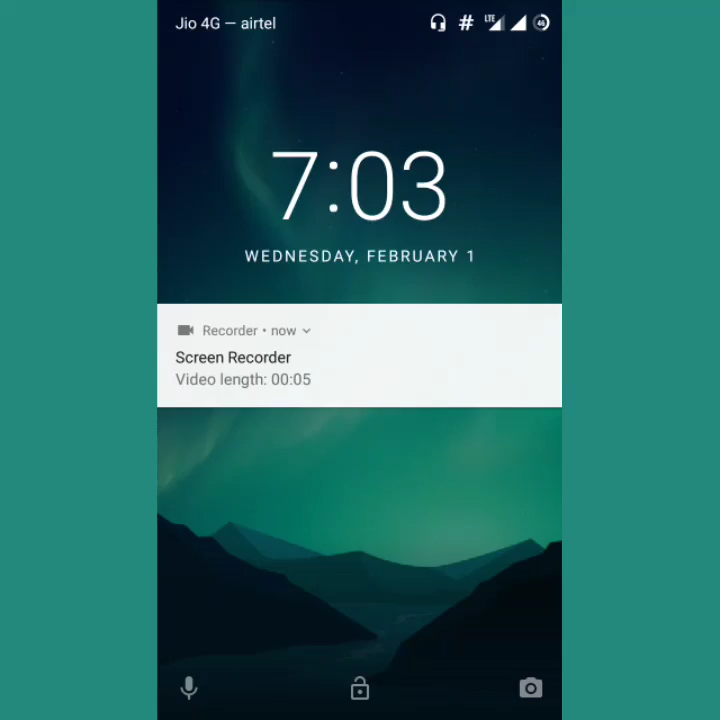 Jio 4G — airtel # LTE 46
7:03
WEDNESDAY, FEBRUARY 1
Recorder • now
Screen Recorder
Video length: 00:05